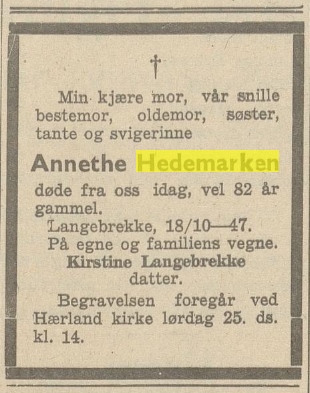 †
Min kjære mor, vår snille
bestemor, oldemor, søster,
tante og svigerinne
Annethe Hedemarken
døde fra oss idag, vel 82 år
gammel.
Langebrekke, 18/10—47.
På egne og familiens vegne.
Kirstine Langebrekke
datter.
Begravelsen foregår ved
Hærland kirke lørdag 25. ds.
kl. 14.